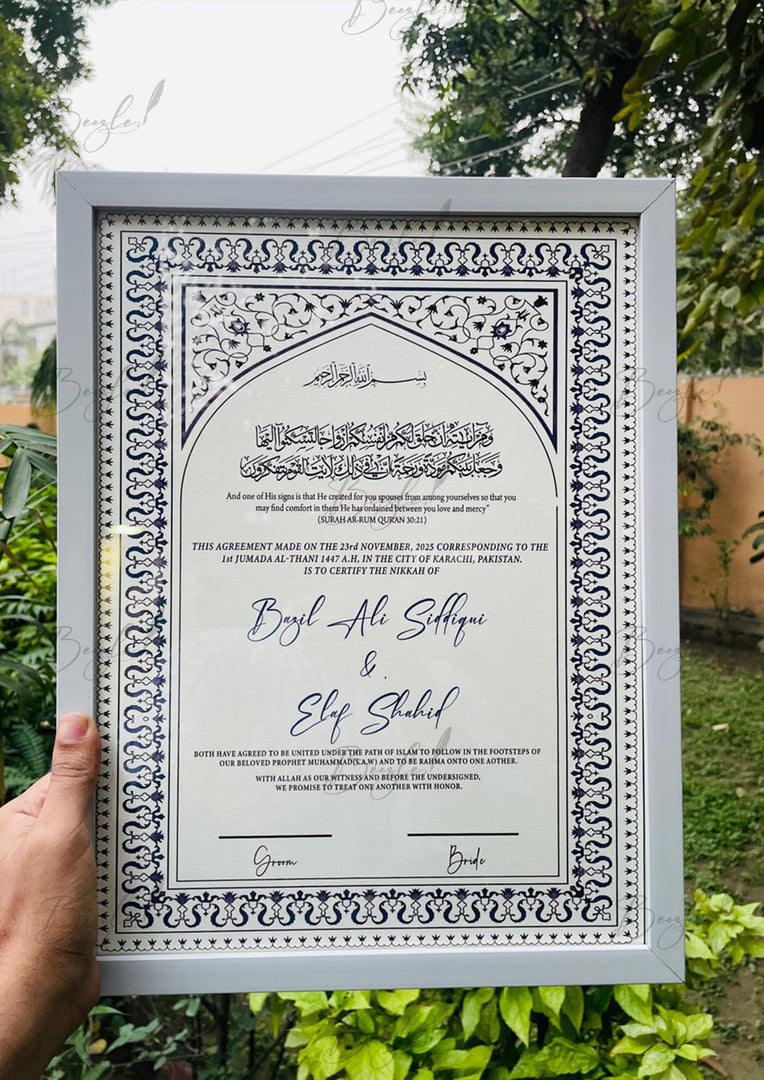 Beezle!
Beezle!
بسم الله الرحمن الرحيم
ومن آياته أن خلق لكم من أنفسكم أزواجا لتسكنوا إليها
وجعل بينكم مودة ورحمة إن في ذلك لآيات لقوم يتفكرون
And one of His signs is that He created for you spouses from among yourselves so that you
may find comfort in them He has ordained between you love and mercy"
(SURAH AR-RUM QUR'AN 30:21)
THIS AGREEMENT MADE ON THE 23rd NOVEMBER, 2025 CORRESPONDING TO THE
1st JUMADA AL-THANI 1447 A.H, IN THE CITY OF KARACHI, PAKISTAN.
IS TO CERTIFY THE NIKKAH OF
Bazil Ali Siddiqui
&
Elaf Shahid
BOTH HAVE AGREED TO BE UNITED UNDER THE PATH OF ISLAM TO FOLLOW IN THE FOOTSTEPS OF
OUR BELOVED PROPHET MUHAMMAD(S.A.W) AND TO BE RAHMA ONTO ONE AOTHER.
WITH ALLAH AS OUR WITNESS AND BEFORE THE UNDERSIGNED,
WE PROMISE TO TREAT ONE ANOTHER WITH HONOR.
Groom Bride